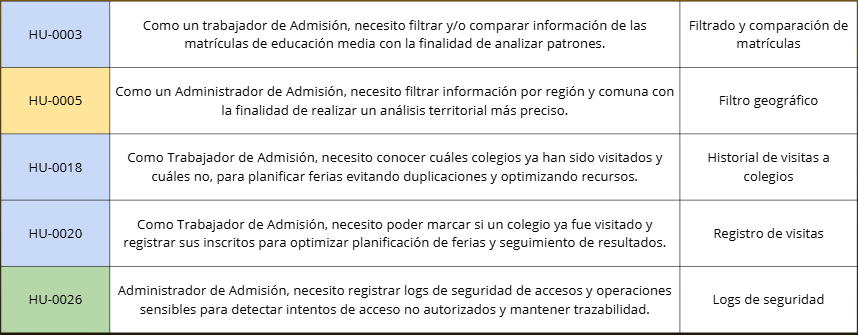 HU-0003
Como un trabajador de Admisión, necesito filtrar y/o comparar información de las
matrículas de educación media con la finalidad de analizar patrones.
Filtrado y comparación de
matrículas
HU-0005
Como un Administrador de Admisión, necesito filtrar información por región y comuna con
la finalidad de realizar un análisis territorial más preciso.
Filtro geográfico
HU-0018
Como Trabajador de Admisión, necesito conocer cuáles colegios ya han sido visitados y
cuáles no, para planificar ferias evitando duplicaciones y optimizando recursos.
Historial de visitas a
colegios
HU-0020
Como Trabajador de Admisión, necesito poder marcar si un colegio ya fue visitado y
registrar sus inscritos para optimizar planificación de ferias y seguimiento de resultados.
Registro de visitas
HU-0026
Administrador de Admisión, necesito registrar logs de seguridad de accesos y operaciones
sensibles para detectar intentos de acceso no autorizados y mantener trazabilidad.
Logs de seguridad